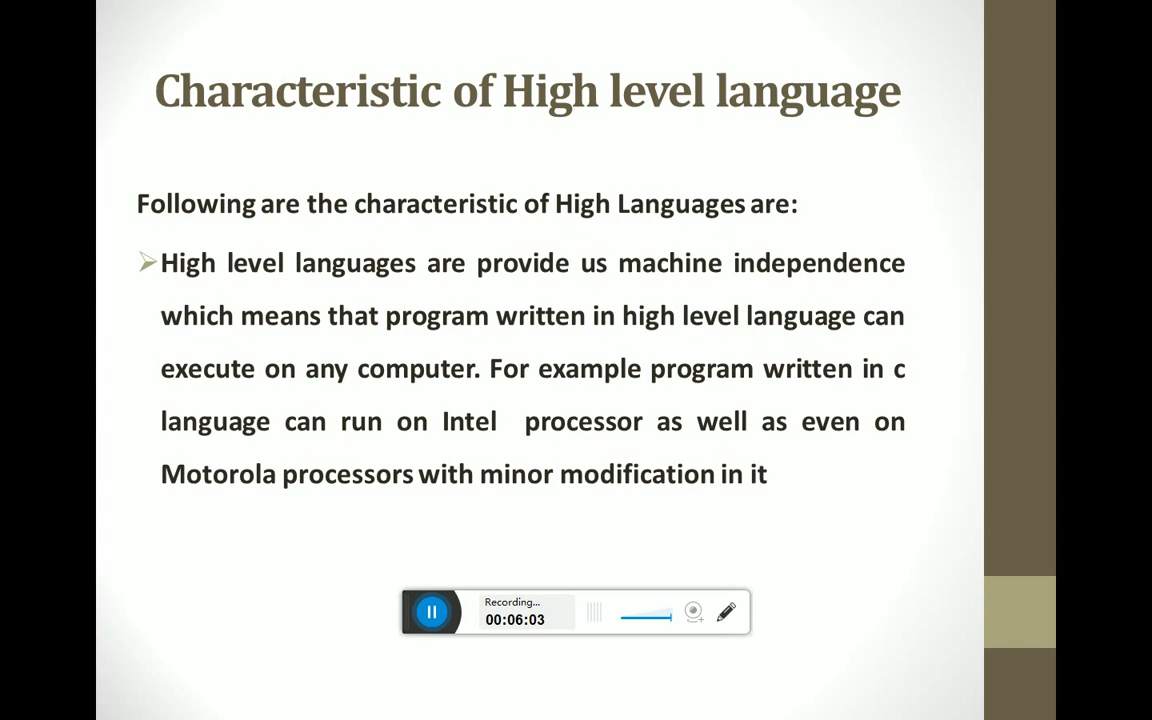 Characteristic of High level language
Following are the characteristic of High Languages are:
High level languages are provide us machine independence
which means that program written in high level language can
execute on any computer. For example program written in c
language can run on Intel processor as well as even on
Motorola processors with minor modification in it
Recording...
00:06:03